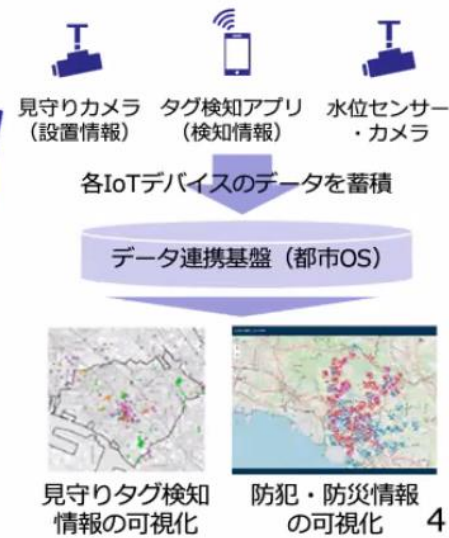 見守りカメラ
(設置情報)
タグ検知アプリ
(検知情報)
水位センサー
・カメラ
各IoTデバイスのデータを蓄積
データ連携基盤(都市OS)
見守りタグ検知
情報の可視化
防犯・防災情報
の可視化
4